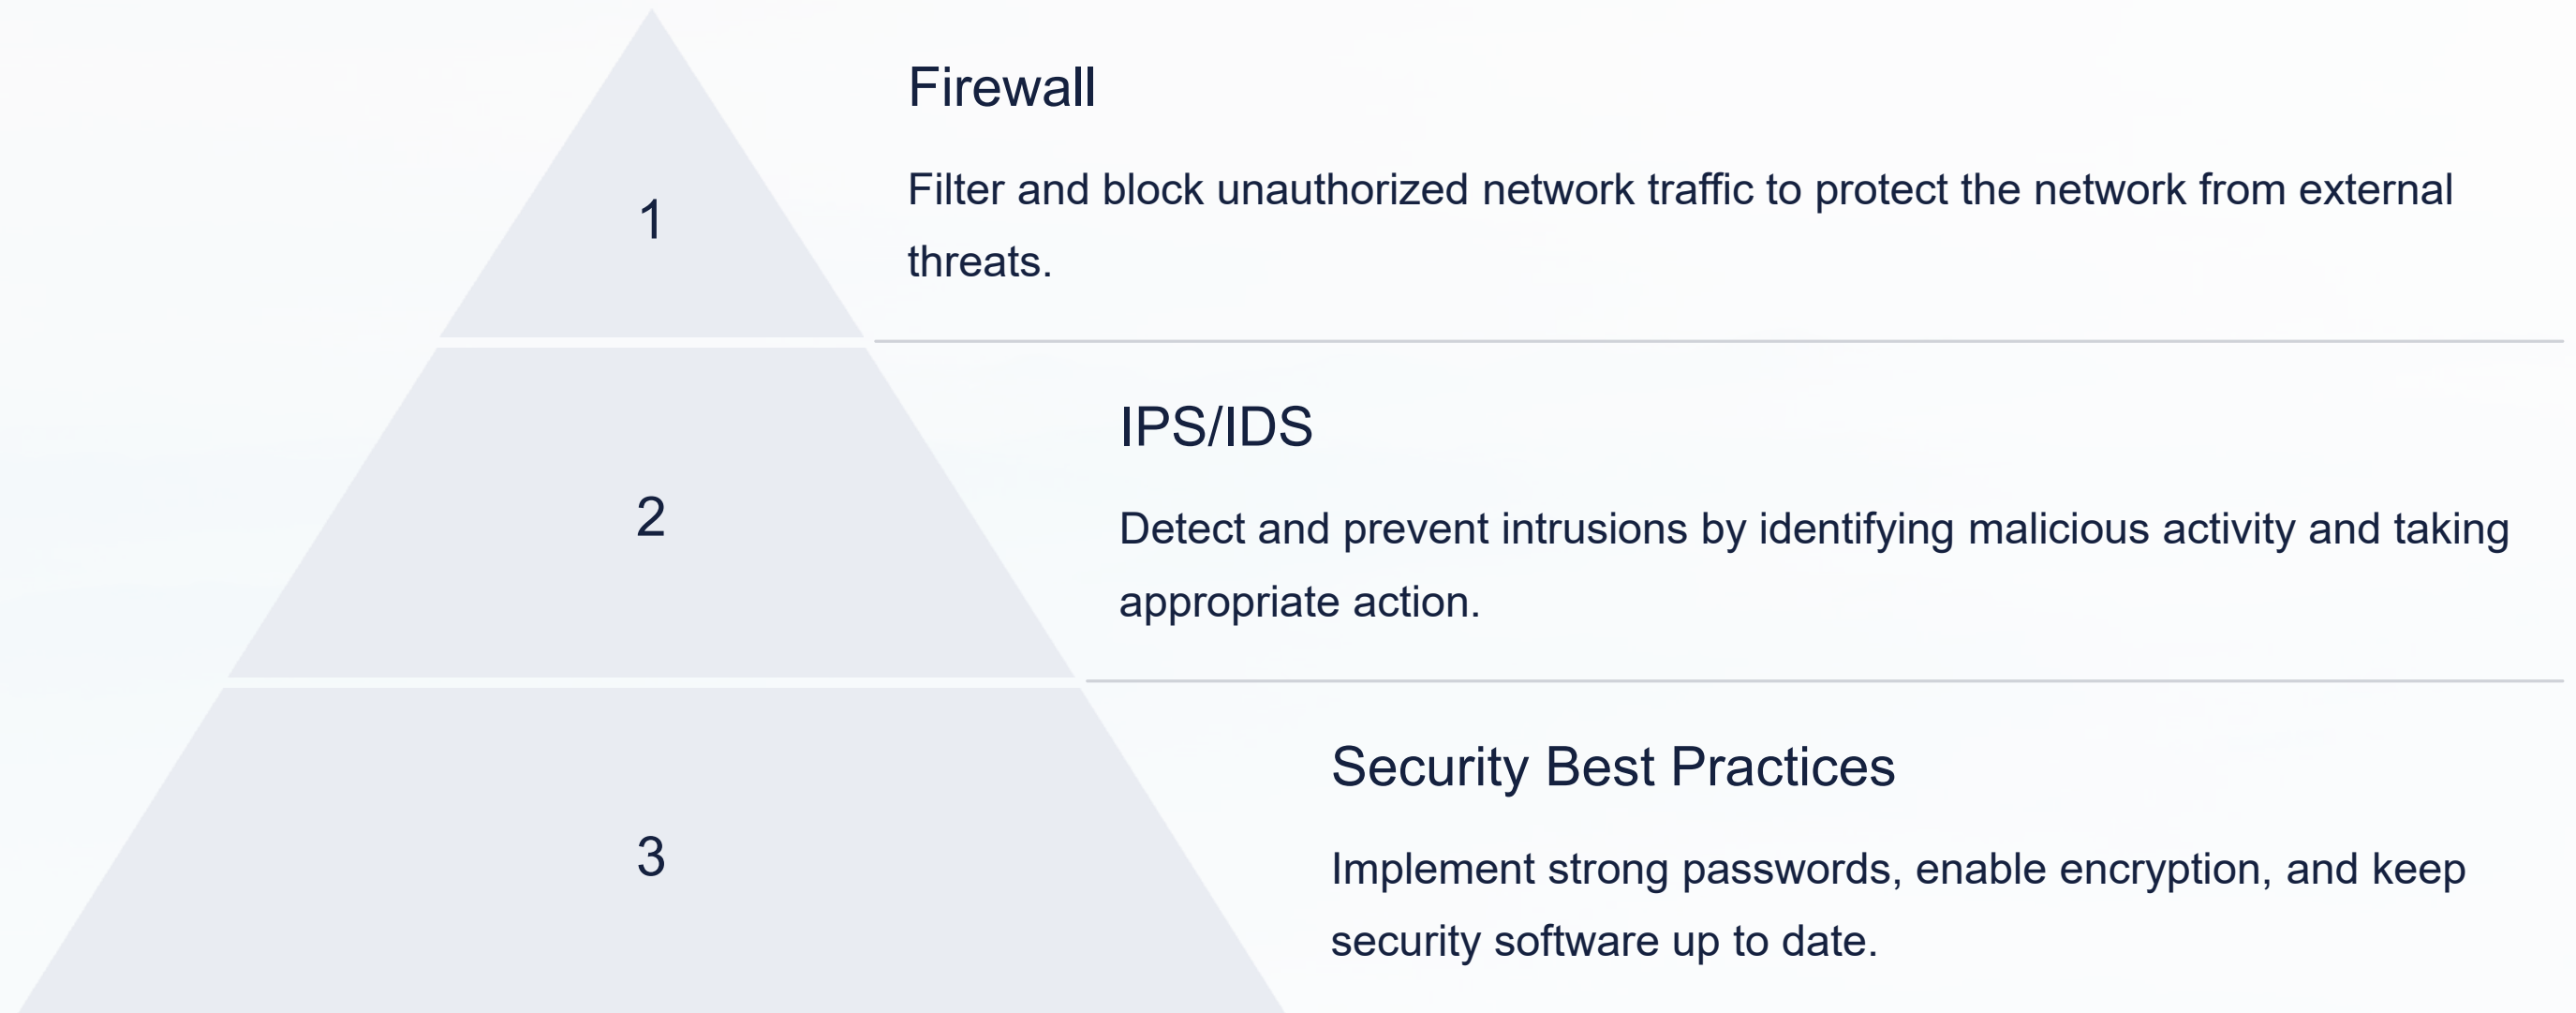 Firewall
1
Filter and block unauthorized network traffic to protect the network from external
threats.
IPS/IDS
2
Detect and prevent intrusions by identifying malicious activity and taking
appropriate action.
Security Best Practices
3
Implement strong passwords, enable encryption, and keep
security software up to date.